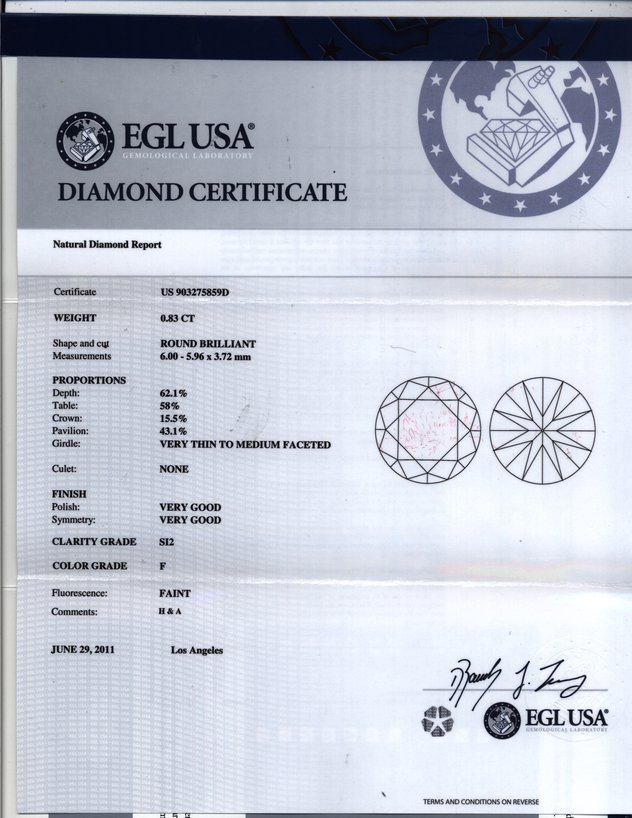 EGL USA®
GEMOLOGICAL LABORATORY
DIAMOND CERTIFICATE
Natural Diamond Report
Certificate US 903275859D
WEIGHT 0.83 CT
Shape and cut ROUND BRILLIANT
Measurements 6.00 - 5.96 x 3.72 mm
PROPORTIONS
Depth: 62.1%
Table: 58%
Crown: 15.5%
Pavilion: 43.1%
Girdle: VERY THIN TO MEDIUM FACETED
Culet: NONE
FINISH
Polish: VERY GOOD
Symmetry: VERY GOOD
CLARITY GRADE SI2
COLOR GRADE F
Fluorescence: FAINT
Comments: H & A
JUNE 29, 2011 Los Angeles
EGL USA®
GEMOLOGICAL LABORATORY
TERMS AND CONDITIONS ON REVERSE